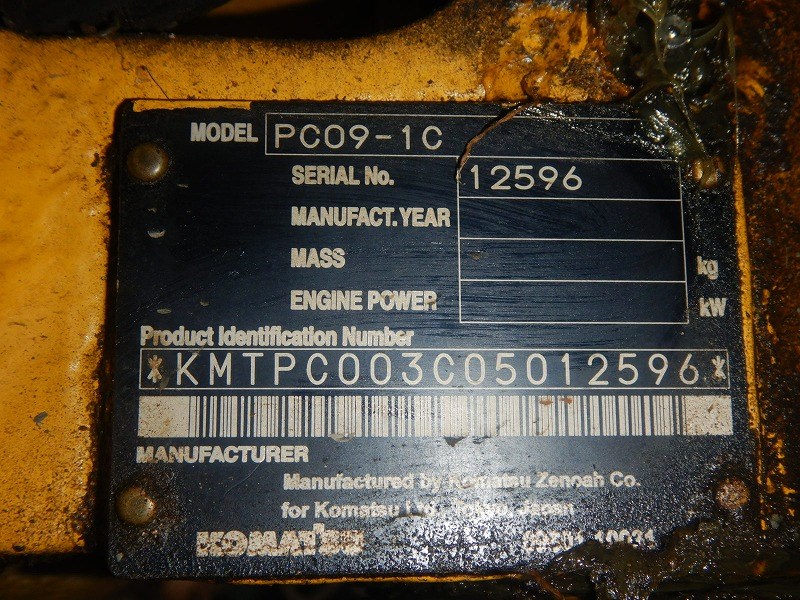 MODEL PC09-1C
SERIAL No. 12596
MANUFACT. YEAR
MASS kg
ENGINE POWER kW
Product Identification Number
*KMTPC003C05012596*
MANUFACTURER
Manufactured by Komatsu Zenoah Co.
for Komatsu Ltd., Tokyo, Japan
KOMATSU